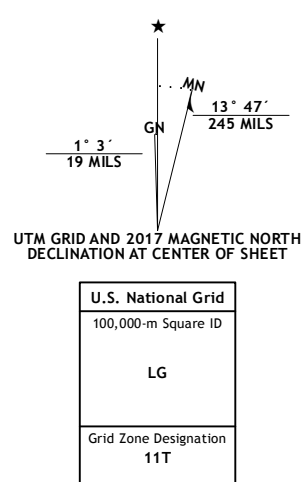 ★
MN
GN
13° 47´
245 MILS
1° 3´
19 MILS
UTM GRID AND 2017 MAGNETIC NORTH
DECLINATION AT CENTER OF SHEET
U.S. National Grid
100,000-m Square ID
LG
Grid Zone Designation
11T